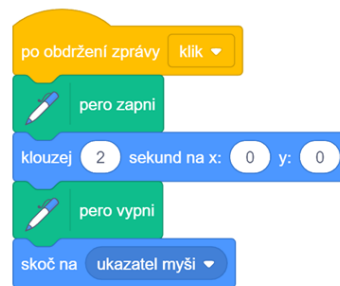 po obdržení zprávy klik
pero zapni
klouzej 2 sekund na x: 0 y: 0
pero vypni
skoč na ukazatel myši